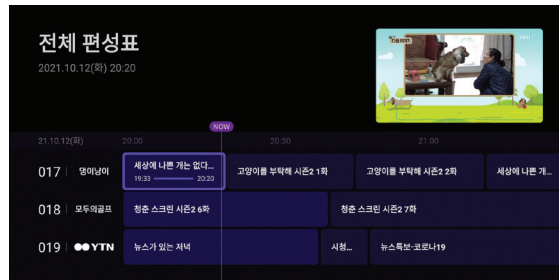 전체 편성표
2021.10.12(화) 20:20
NOW
21.10.12(화) 20:00 20:30 21:00
017 댕이냥이 세상에 나쁜 개는 없다... 고양이를 부탁해 시즌2 1화 고양이를 부탁해 시즌2 2화 세상에 나쁜 개...
19:33 20:20
018 모두의골프 청춘 스크린 시즌2 6화 청춘 스크린 시즌2 7화
019 YTN 뉴스가 있는 저녁 시청... 뉴스특보-코로나19